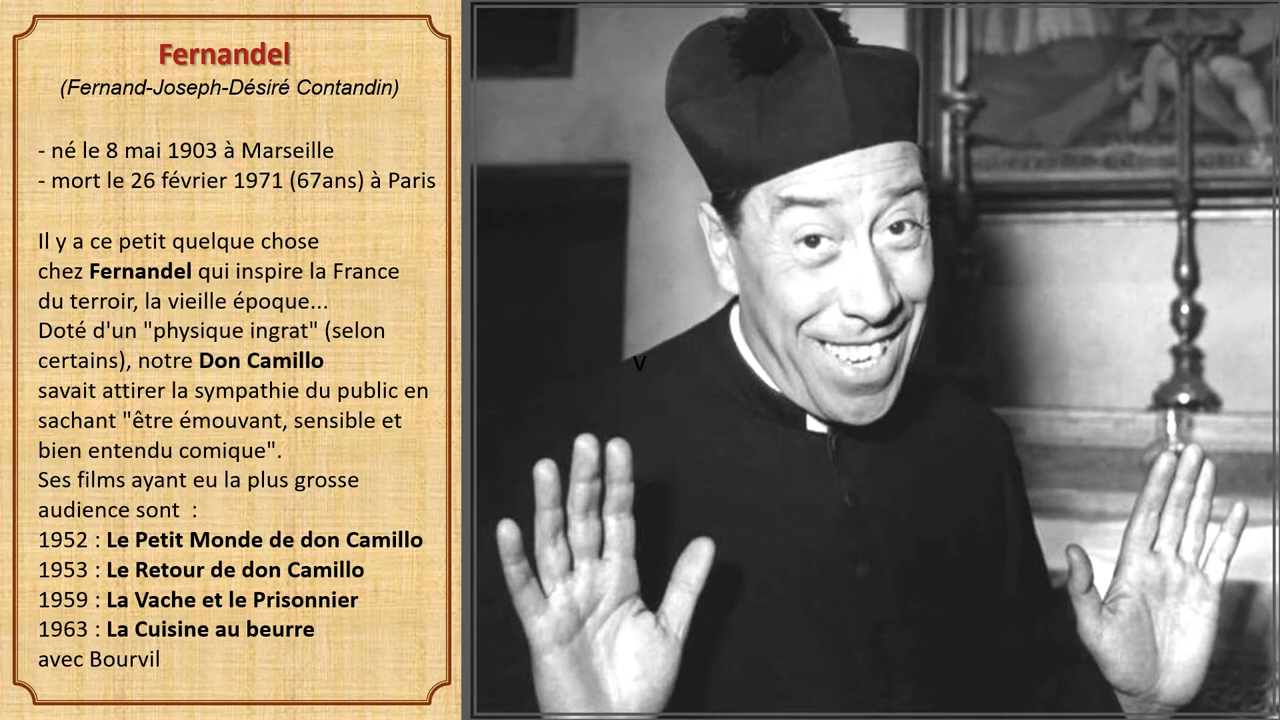 Fernandel
(Fernand-Joseph-Désiré Contandin)
- né le 8 mai 1903 à Marseille
- mort le 26 février 1971 (67ans) à Paris
Il y a ce petit quelque chose
chez Fernandel qui inspire la France
du terroir, la vieille époque...
Doté d'un "physique ingrat" (selon
certains), notre Don Camillo
savait attirer la sympathie du public en
sachant "être émouvant, sensible et
bien entendu comique".
Ses films ayant eu la plus grosse
audience sont  :
1952 : Le Petit Monde de don Camillo
1953 : Le Retour de don Camillo
1959 : La Vache et le Prisonnier
1963 : La Cuisine au beurre
avec Bourvil
v